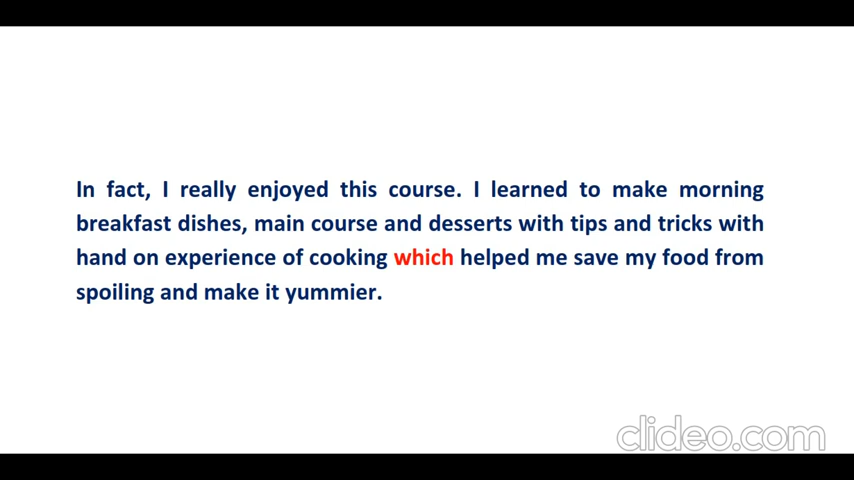 In fact, I really enjoyed this course. I learned to make morning
breakfast dishes, main course and desserts with tips and tricks with
hand on experience of cooking which helped me save my food from
spoiling and make it yummier.
clideo.com